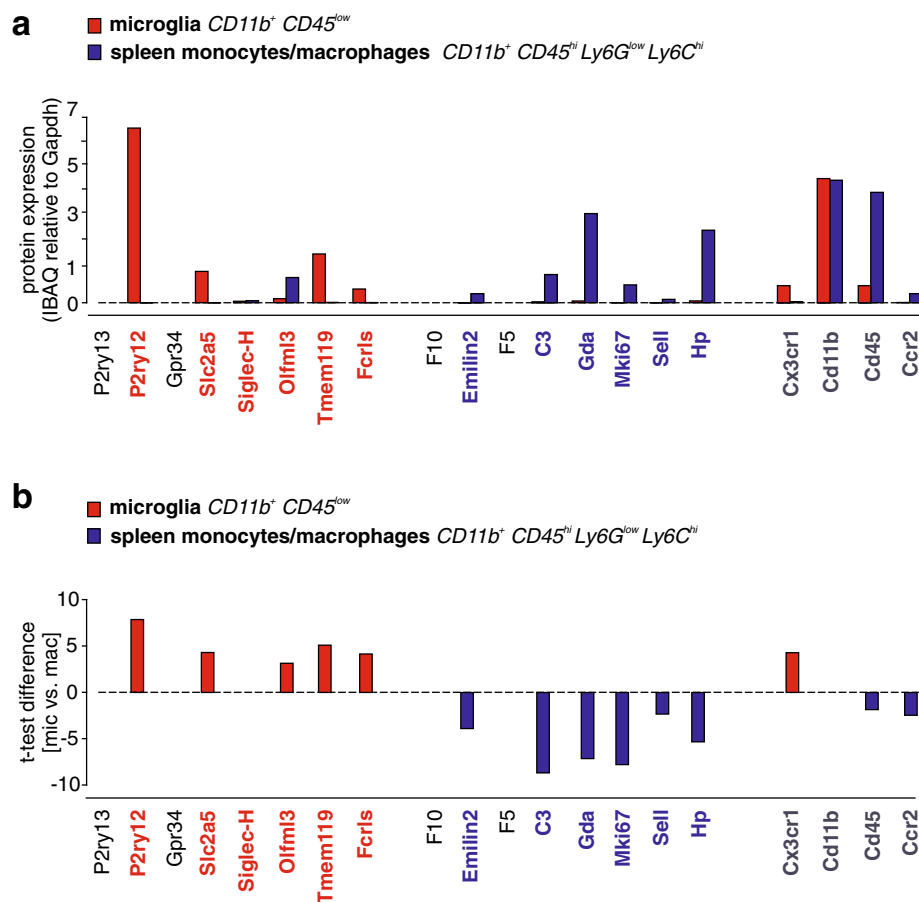 a
microglia CD11b+ CD45low
spleen monocytes/macrophages CD11b+ CD45hi Ly6Glow Ly6Chi
protein expression
(IBAQ relative to Gapdh)
7
5
3
1
0
P2ry13 P2ry12 Gpr34 Slc2a5 Siglec-H Olfml3 Tmem119 Fcrls F10 Emilin2 F5 C3 Gda Mki67 Sell Hp Cx3cr1 Cd11b Cd45 Ccr2
b
microglia CD11b+ CD45low
spleen monocytes/macrophages CD11b+ CD45hi Ly6Glow Ly6Chi
t-test difference
[mic vs. mac]
10
5
0
-5
-10
P2ry13 P2ry12 Gpr34 Slc2a5 Siglec-H Olfml3 Tmem119 Fcrls F10 Emilin2 F5 C3 Gda Mki67 Sell Hp Cx3cr1 Cd11b Cd45 Ccr2